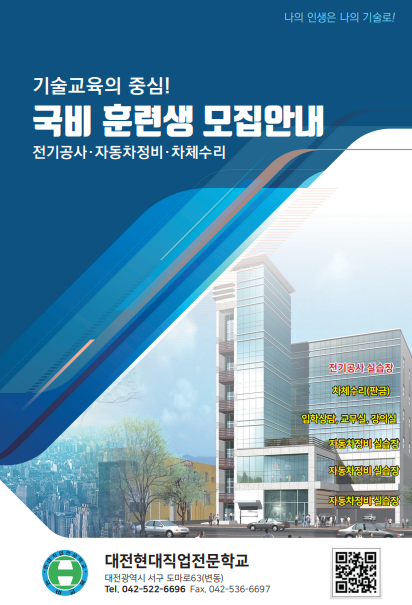 나의 인생은 나의 기술로!
기술교육의 중심!
국비 훈련생 모집안내
전기공사·자동차정비·차체수리
전기공사 실습장
차체수리(판금)
입학상담, 교무실, 강의실
자동차정비 실습장
자동차정비 실습장
자동차정비 실습장
대전현대직업전문학교
대전광역시 서구 도마로63(변동)
Tel. 042-522-6696 Fax. 042-536-6697